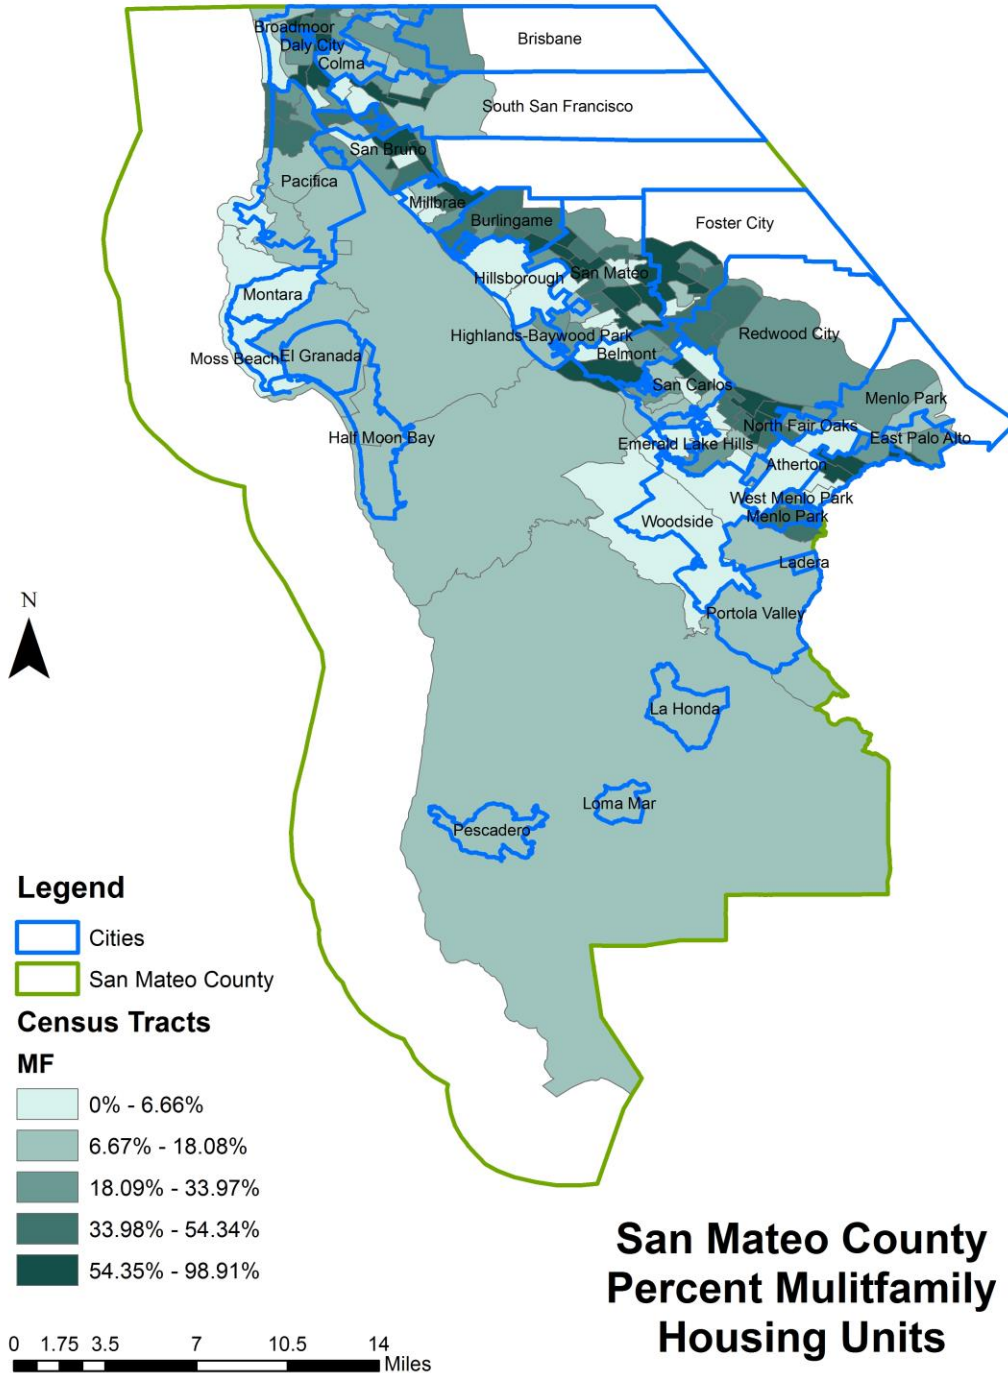 Brisbane
Broadmoor
Daly City
Colma
South San Francisco
San Bruno
Pacifica
Millbrae
Burlingame
Foster City
Hillsborough
San Mateo
Montara
Highlands-Baywood Park
Redwood City
Moss Beach
El Granada
Belmont
San Carlos
Menlo Park
North Fair Oaks
Half Moon Bay
Emerald Lake Hills
East Palo Alto
Atherton
West Menlo Park
Woodside
Menlo Park
Ladera
N
Portola Valley
La Honda
Loma Mar
Pescadero
Legend
Cities
San Mateo County
Census Tracts
MF
0% - 6.66%
6.67% - 18.08%
18.09% - 33.97%
33.98% - 54.34%
54.35% - 98.91%
San Mateo County
Percent Mulitfamily
Housing Units
0 1.75 3.5 7 10.5 14
Miles